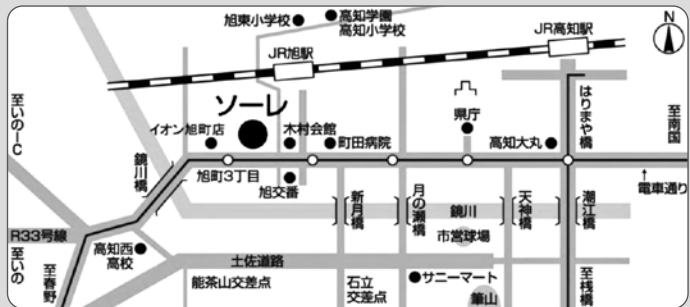 旭東小学校
高知学園
高知小学校
N
JR旭駅
JR高知駅
至いのIC
ソーレ
イオン旭町店
木村会館
町田病院
県庁
高知大丸
はりまや橋
至南国
鏡川橋
旭町3丁目
旭交番
電車通り
新月橋
月の瀬橋
鏡川
天神橋
潮江橋
市営球場
R33号線
高知西
高校
至いの
至春野
土佐道路
能茶山交差点
石立
交差点
サニーマート
筆山
至桟橋